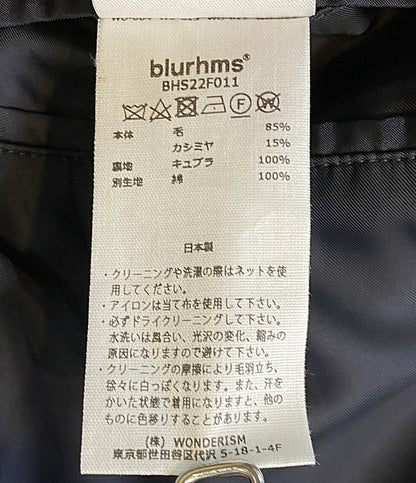 blurhms®
BHS22F011
本体 毛 85%
カシミヤ 15%
裏地 キュプラ 100%
別生地 綿 100%
日本製
・クリーニングや洗濯の際はネットを使
用してください。
・アイロンは当て布を使用して下さい。
・必ずドライクリーニングして下さい。
水洗いは風合い、光沢の変化、縮みの
原因になりますので避けて下さい。
・クリーニングの摩擦により毛羽立ち、
徐々に白っぽくなります。また、汗を
かいた状態で着用になりますと、他の
ものに色移りすることがあります。
(株) WONDERISM
東京都世田谷区代沢 5-18-1-4F